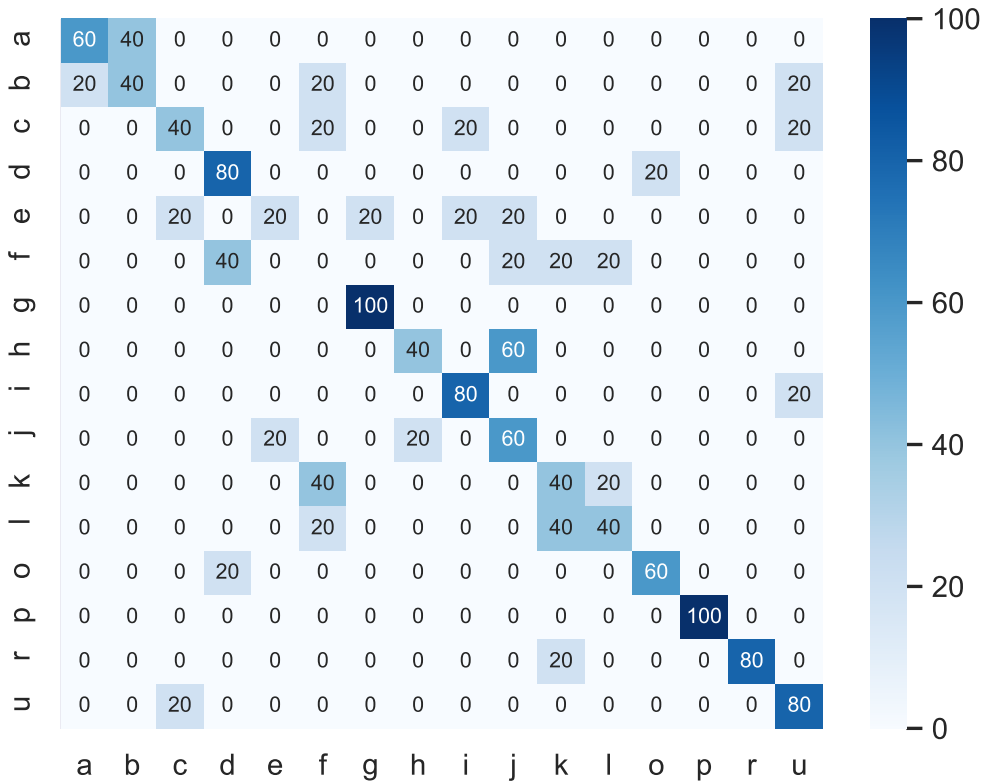 a 60 40 0 0 0 0 0 0 0 0 0 0 0 0 0 0
b 20 40 0 0 0 20 0 0 0 0 0 0 0 0 0 20
c 0 0 40 0 0 20 0 0 20 0 0 0 0 0 0 20
d 0 0 0 80 0 0 0 0 0 0 0 0 20 0 0 0
e 0 0 20 0 20 0 20 0 20 20 0 0 0 0 0 0
f 0 0 0 40 0 0 0 0 0 20 20 20 0 0 0 0
g 0 0 0 0 0 0 100 0 0 0 0 0 0 0 0 0
h 0 0 0 0 0 0 0 40 0 60 0 0 0 0 0 0
i 0 0 0 0 0 0 0 0 80 0 0 0 0 0 0 20
j 0 0 0 0 20 0 0 20 0 60 0 0 0 0 0 0
k 0 0 0 0 0 40 0 0 0 0 40 20 0 0 0 0
l 0 0 0 0 0 20 0 0 0 0 40 40 0 0 0 0
o 0 0 0 20 0 0 0 0 0 0 0 0 60 0 0 0
p 0 0 0 0 0 0 0 0 0 0 0 0 0 100 0 0
r 0 0 0 0 0 0 0 0 0 0 20 0 0 0 80 0
u 0 0 20 0 0 0 0 0 0 0 0 0 0 0 0 80
a b c d e f g h i j k l o p r u
100
80
60
40
20
0